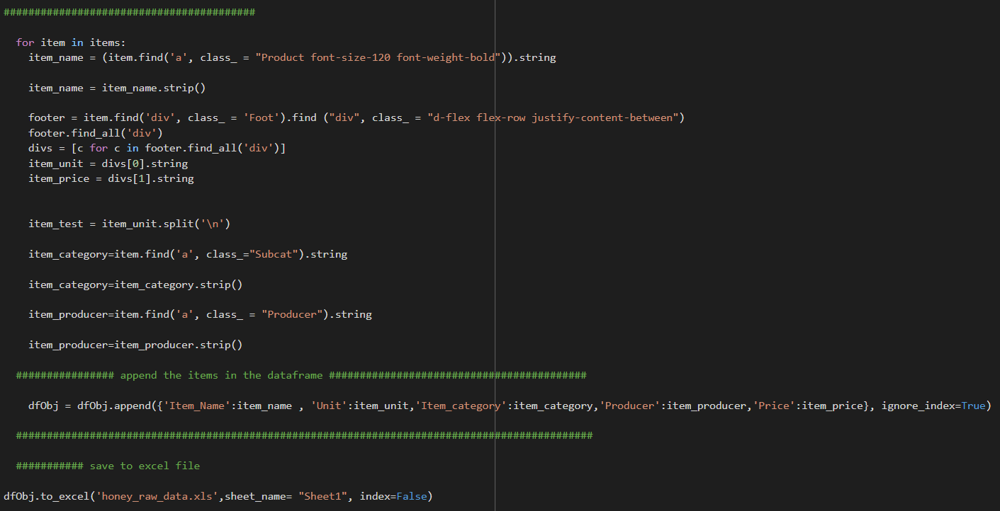 #########################################
for item in items:
item_name = (item.find('a', class_ = "Product font-size-120 font-weight-bold")).string
item_name = item_name.strip()
footer = item.find('div', class_ = 'Foot').find ("div", class_ = "d-flex flex-row justify-content-between")
footer.find_all('div')
divs = [c for c in footer.find_all('div')]
item_unit = divs[0].string
item_price = divs[1].string
item_test = item_unit.split('\n')
item_category=item.find('a', class_="Subcat").string
item_category=item_category.strip()
item_producer=item.find('a', class_ = "Producer").string
item_producer=item_producer.strip()
################ append the items in the dataframe ##########################################
dfObj = dfObj.append({'Item_Name':item_name , 'Unit':item_unit,'Item_category':item_category,'Producer':item_producer,'Price':item_price}, ignore_index=True)
##############################################################################################
########### save to excel file
dfObj.to_excel('honey_raw_data.xls',sheet_name= "Sheet1", index=False)